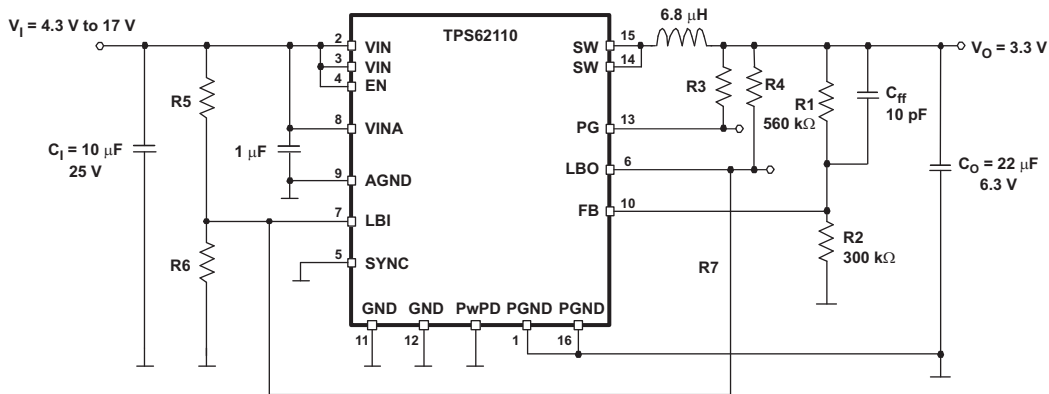 V_I = 4.3 V to 17 V
TPS62110
6.8 μH
V_O = 3.3 V
2 VIN
3 VIN
4 EN
8 VINA
9 AGND
7 LBI
5 SYNC
SW 15
SW 14
PG 13
LBO 6
FB 10
GND 11
GND 12
PwPD
PGND 1
PGND 16
R5
R6
C_I = 10 μF
25 V
1 μF
R3
R4
R1
560 kΩ
C_ff
10 pF
R2
300 kΩ
R7
C_O = 22 μF
6.3 V